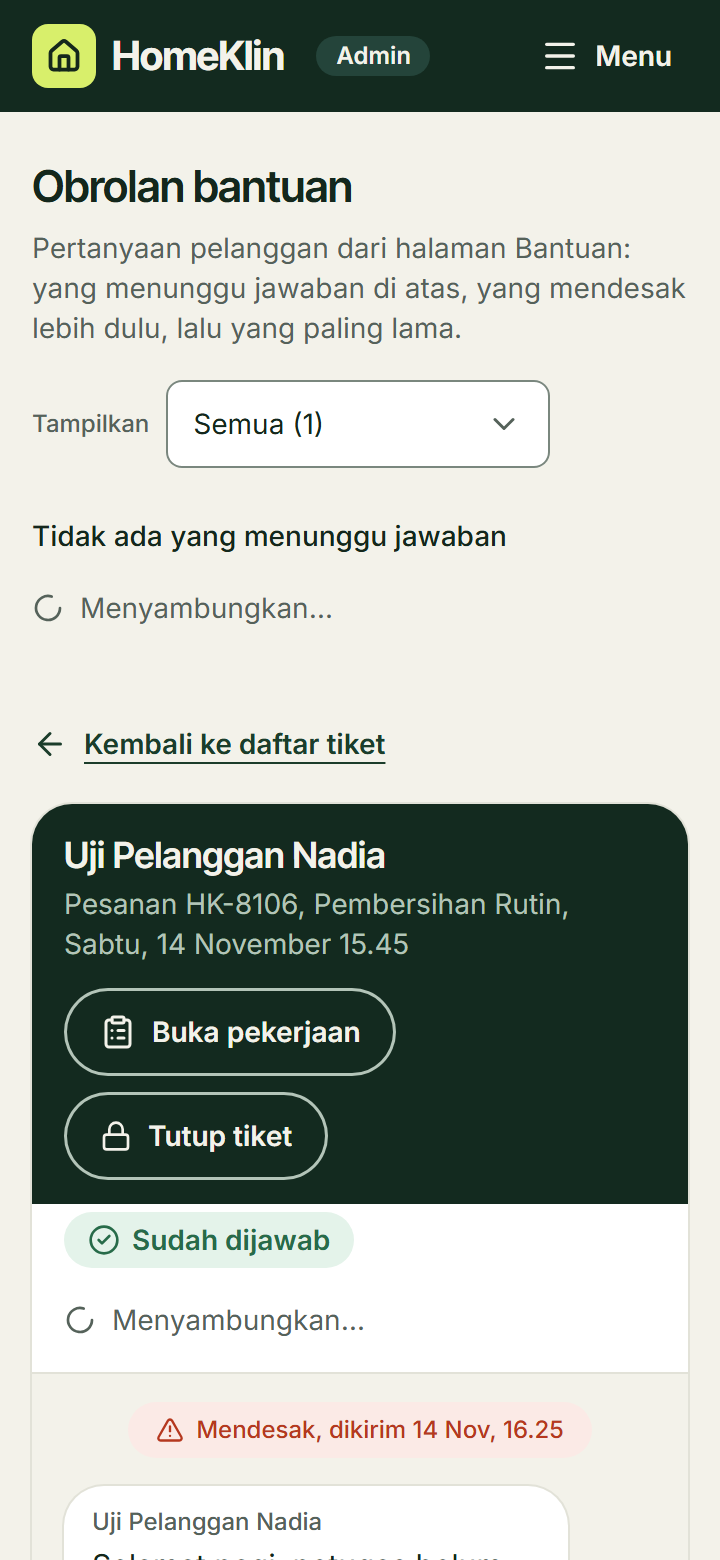 HomeKlin
Admin
Menu
Obrolan bantuan
Pertanyaan pelanggan dari halaman Bantuan:
yang menunggu jawaban di atas, yang mendesak
lebih dulu, lalu yang paling lama.
Tampilkan
Semua (1)
Tidak ada yang menunggu jawaban
Menyambungkan...
Kembali ke daftar tiket
Uji Pelanggan Nadia
Pesanan HK-8106, Pembersihan Rutin,
Sabtu, 14 November 15.45
Buka pekerjaan
Tutup tiket
Sudah dijawab
Menyambungkan...
Mendesak, dikirim 14 Nov, 16.25
Uji Pelanggan Nadia